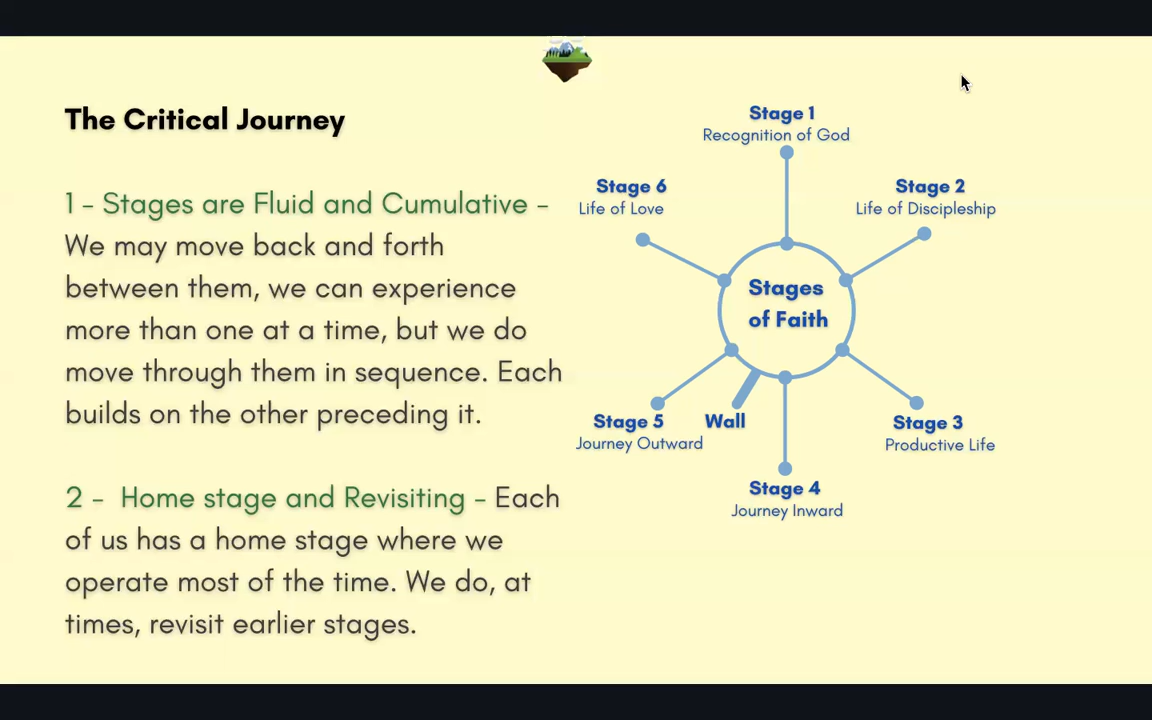 The Critical Journey
1 - Stages are Fluid and Cumulative -
We may move back and forth
between them, we can experience
more than one at a time, but we do
move through them in sequence. Each
builds on the other preceding it.
2 - Home stage and Revisiting - Each
of us has a home stage where we
operate most of the time. We do, at
times, revisit earlier stages.
Stage 1
Recognition of God
Stage 6
Life of Love
Stage 2
Life of Discipleship
Stages
of Faith
Stage 5
Journey Outward
Wall
Stage 3
Productive Life
Stage 4
Journey Inward